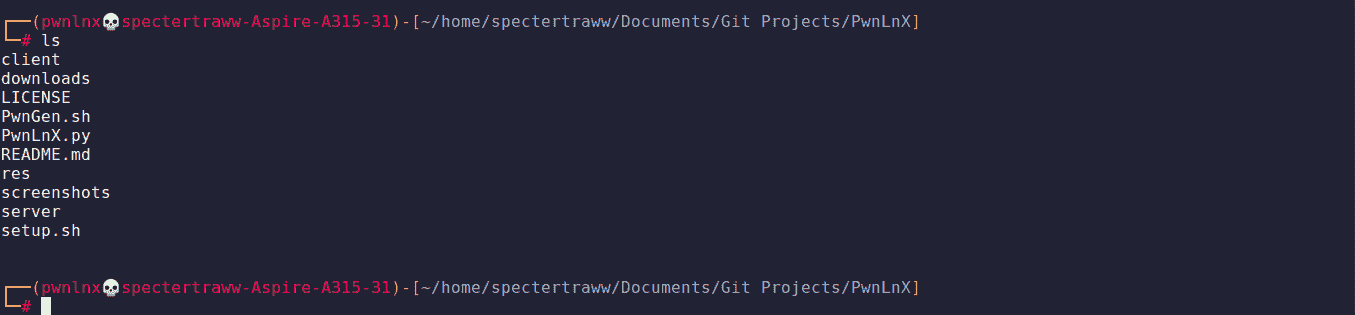 ┌──(pwnlnx💀spectertraww-Aspire-A315-31)-[~/home/spectertraww/Documents/Git Projects/PwnLnX]
└─# ls
client
downloads
LICENSE
PwnGen.sh
PwnLnX.py
README.md
res
screenshots
server
setup.sh
┌──(pwnlnx💀spectertraww-Aspire-A315-31)-[~/home/spectertraww/Documents/Git Projects/PwnLnX]
└─#